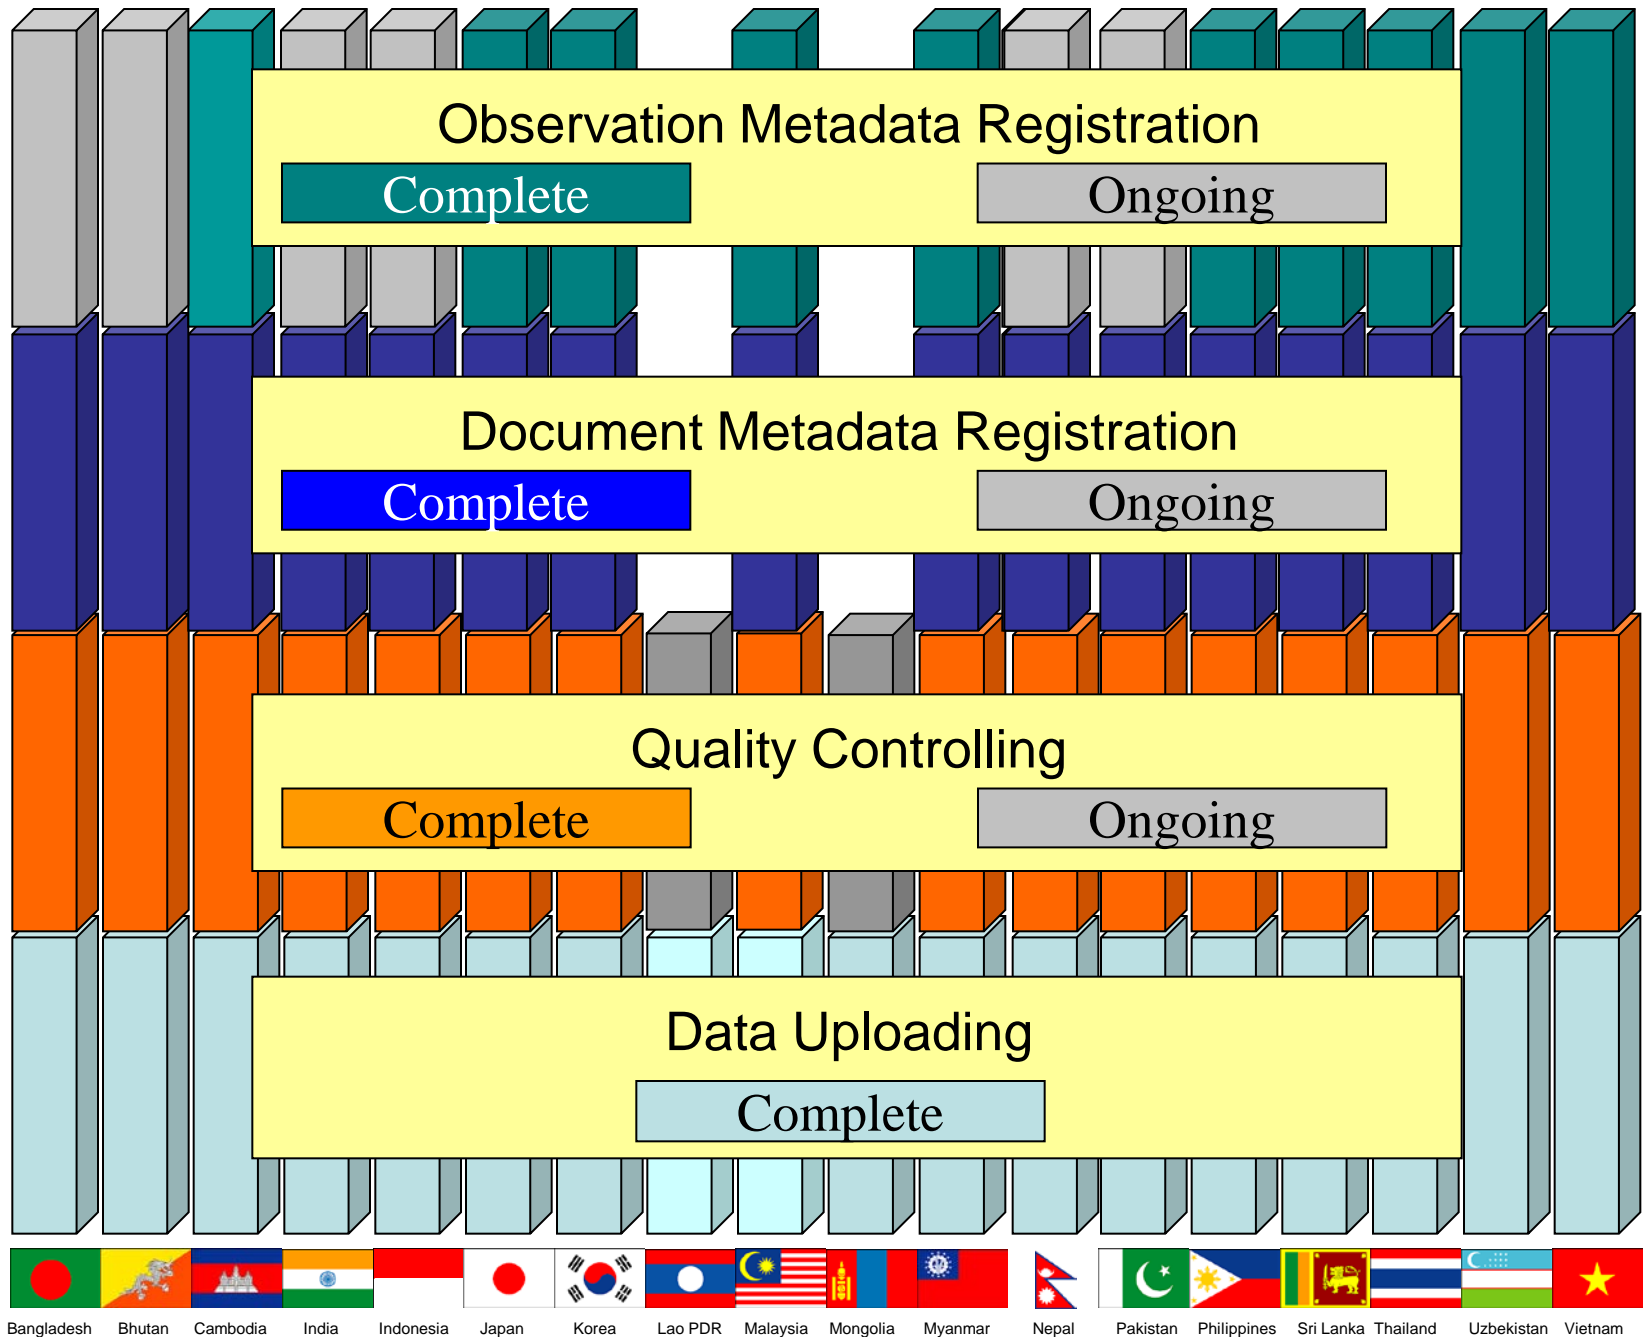 Observation Metadata Registration
Complete Ongoing
Document Metadata Registration
Complete Ongoing
Quality Controlling
Complete Ongoing
Data Uploading
Complete
Bangladesh Bhutan Cambodia India Indonesia Japan Korea Lao PDR Malaysia Mongolia Myanmar Nepal Pakistan Philippines Sri Lanka Thailand Uzbekistan Vietnam